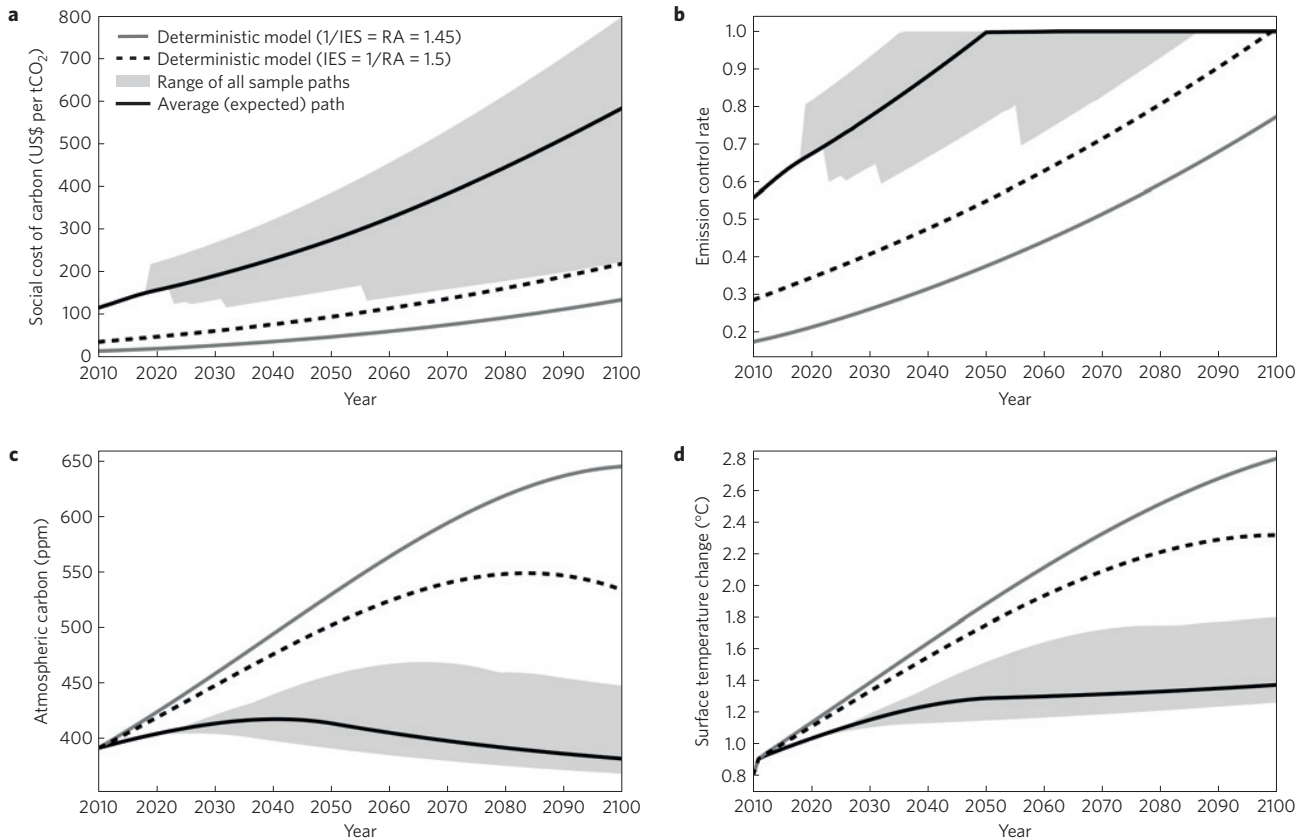 a
Social cost of carbon (US$ per tCO₂)
800
700
600
500
400
300
200
100
0
Deterministic model (1/IES = RA = 1.45)
Deterministic model (IES = 1/RA = 1.5)
Range of all sample paths
Average (expected) path
2010 2020 2030 2040 2050 2060 2070 2080 2090 2100
Year
b
Emission control rate
1.0
0.9
0.8
0.7
0.6
0.5
0.4
0.3
0.2
2010 2020 2030 2040 2050 2060 2070 2080 2090 2100
Year
c
Atmospheric carbon (ppm)
650
600
550
500
450
400
2010 2020 2030 2040 2050 2060 2070 2080 2090 2100
Year
d
Surface temperature change (°C)
2.8
2.6
2.4
2.2
2.0
1.8
1.6
1.4
1.2
1.0
0.8
2010 2020 2030 2040 2050 2060 2070 2080 2090 2100
Year